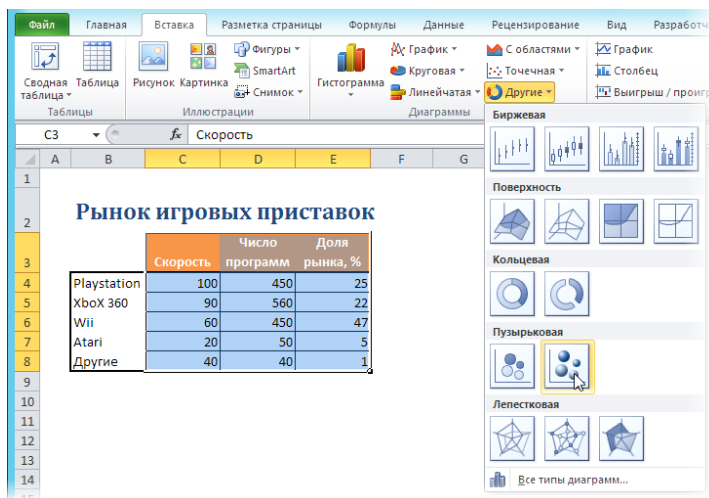 Файл Главная Вставка Разметка страницы Формулы Данные Рецензирование Вид Разработч
Сводная таблица Таблица Рисунок Картинка Фигуры SmartArt Снимок Гистограмма График Круговая Линейчатая С областями Точечная Другие График Столбец Выигрыш / проигр
Таблицы Иллюстрации Диаграммы
C3 fx Скорость
A B C D E F G
1
2 Рынок игровых приставок
3 Скорость Число программ Доля рынка, %
4 Playstation 100 450 25
5 XboX 360 90 560 22
6 Wii 60 450 47
7 Atari 20 50 5
8 Другие 40 40 1
9
10
11
12
13
14
Биржевая
Поверхность
Кольцевая
Пузырьковая
Лепестковая
Все типы диаграмм...